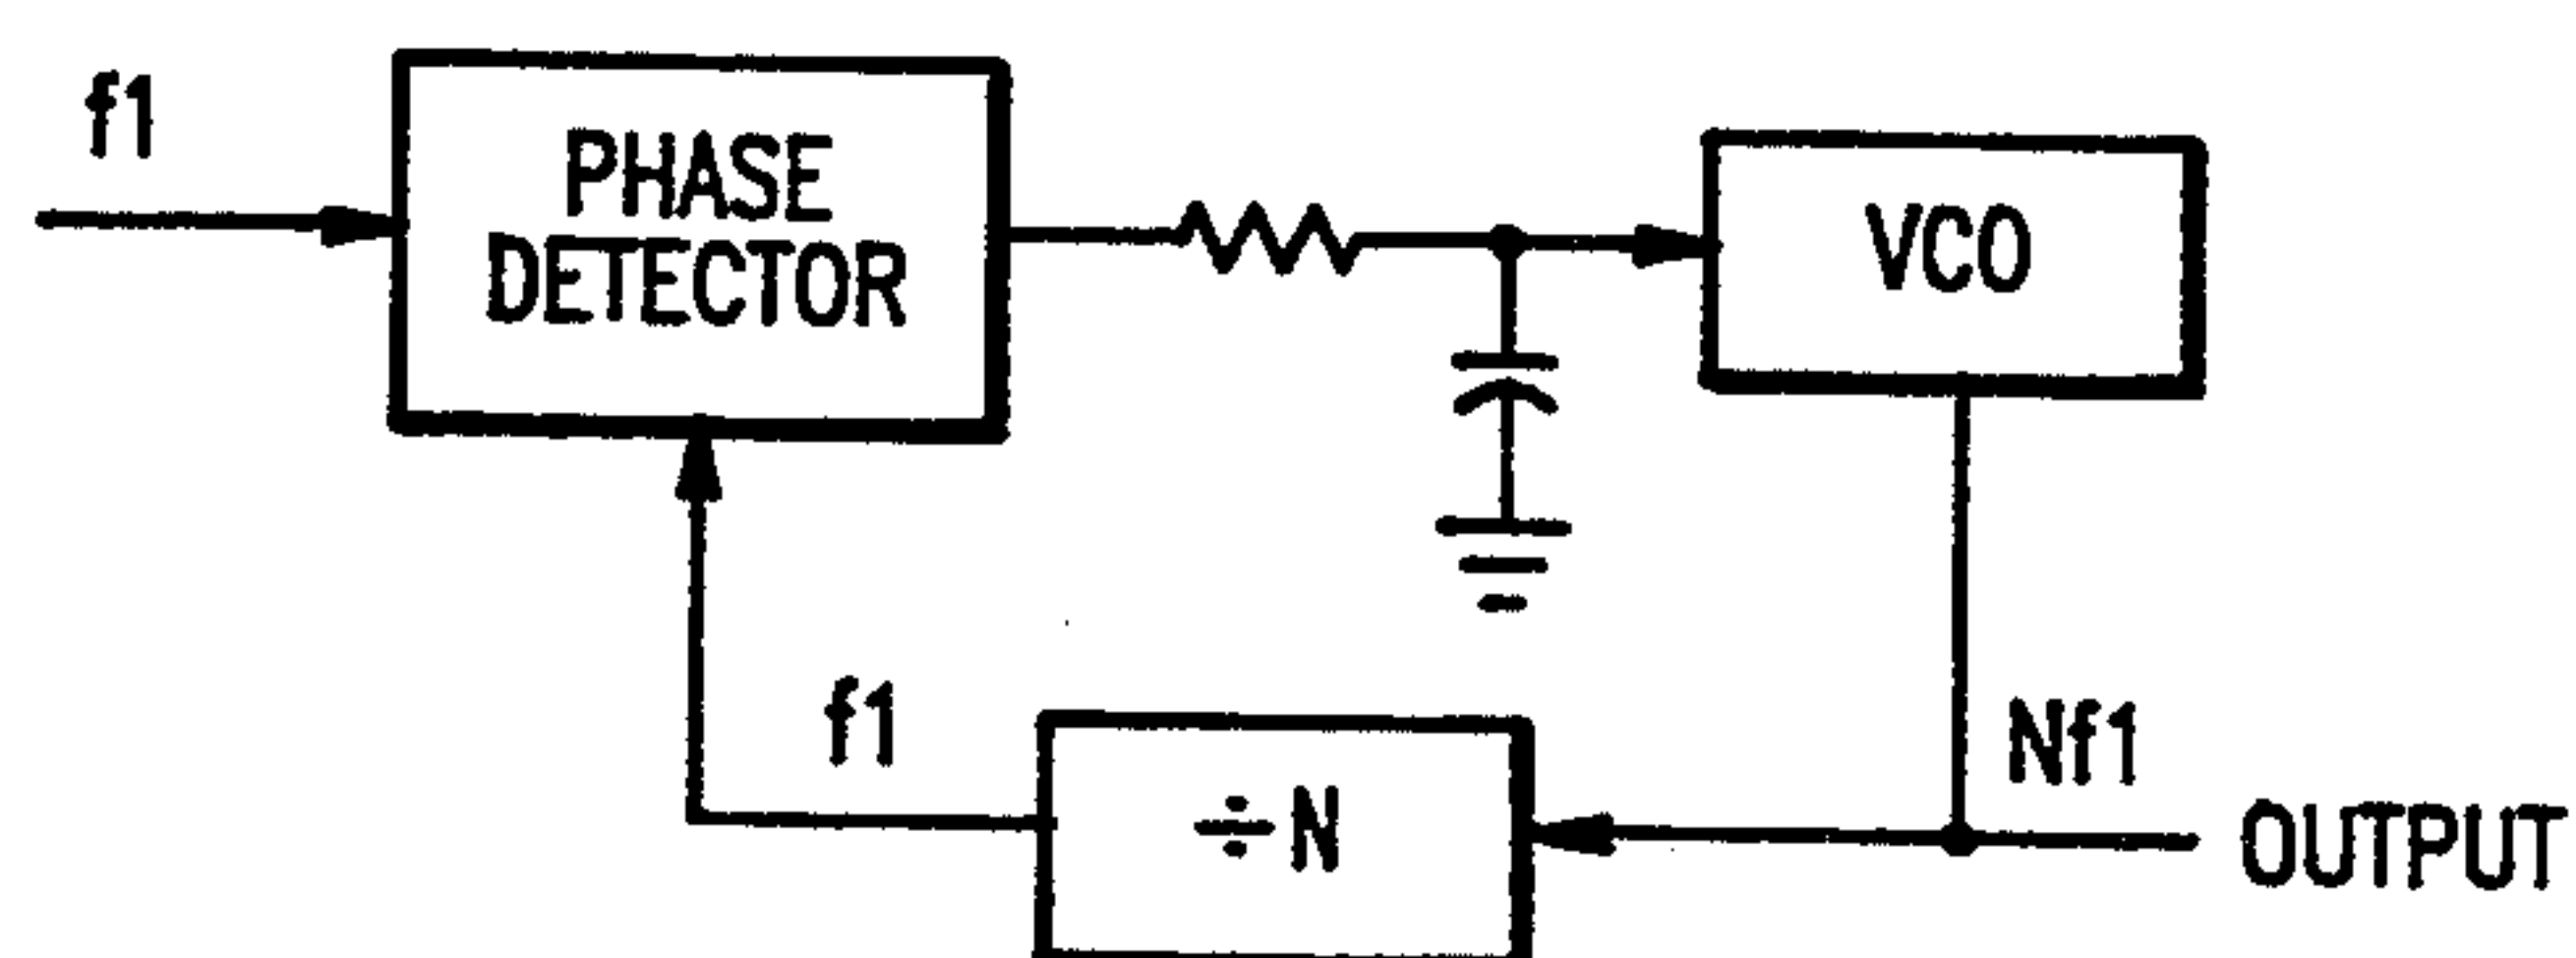 f1
PHASE
DETECTOR
VCO
f1
÷N
Nf1
OUTPUT